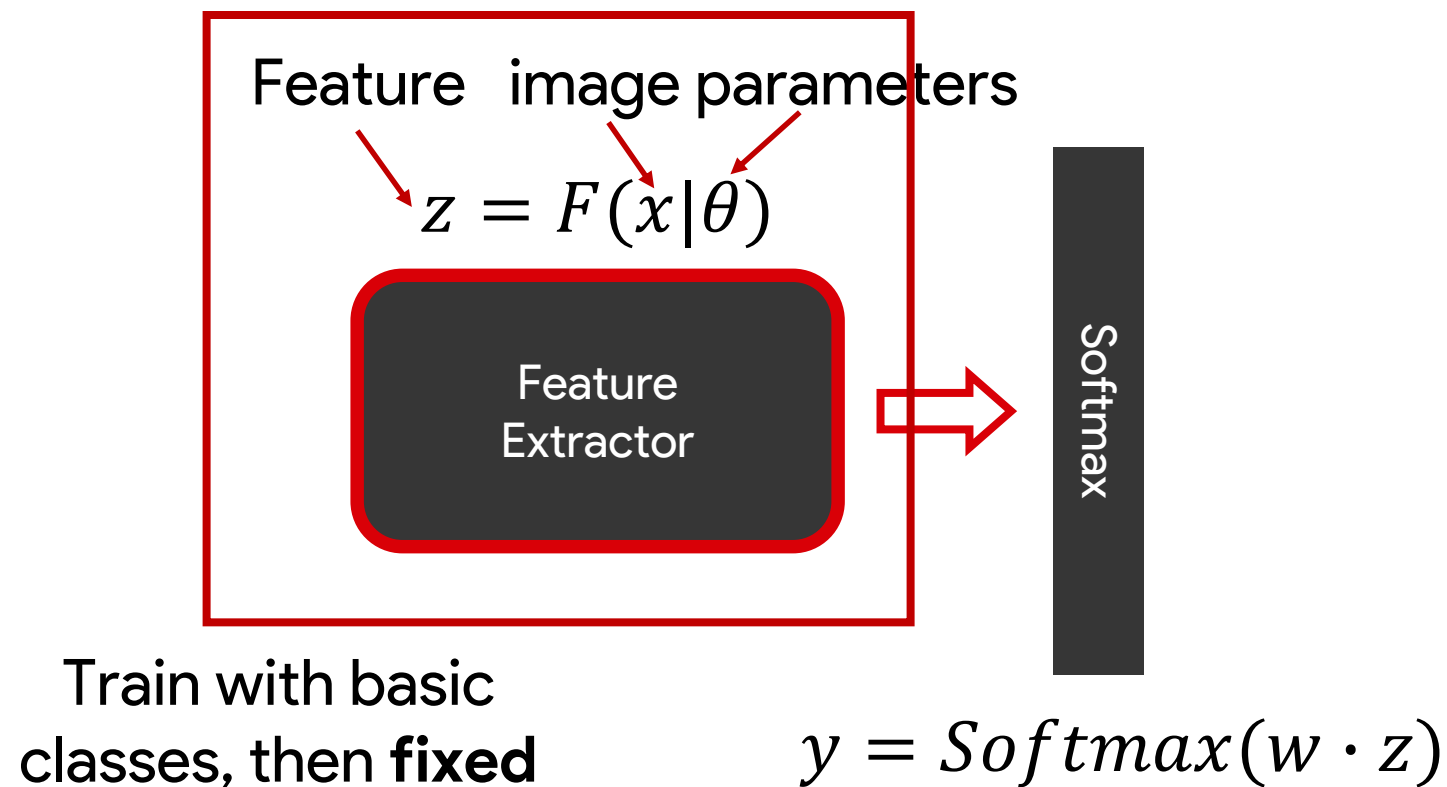 Feature image parameters
z = F(x|θ)
Feature
Extractor
Softmax
Train with basic
classes, then fixed
y = Softmax(w · z)